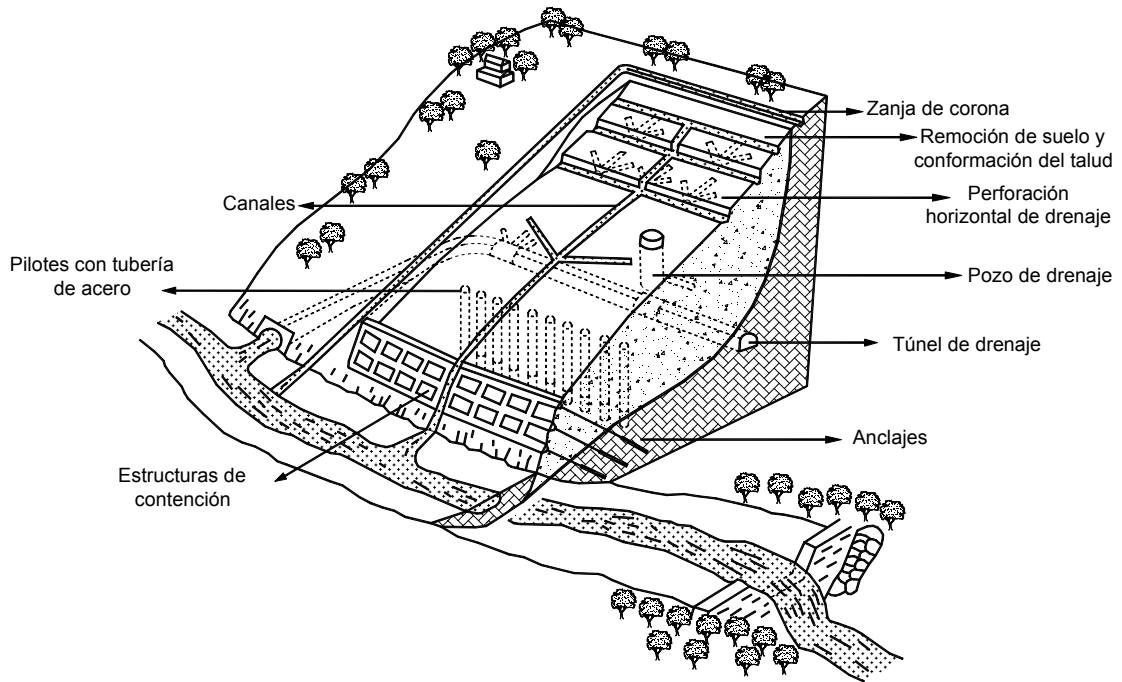 Zanja de corona
Remoción de suelo y
conformación del talud
Perforación
horizontal de drenaje
Canales
Pilotes con tubería
de acero
Pozo de drenaje
Túnel de drenaje
Anclajes
Estructuras de
contención